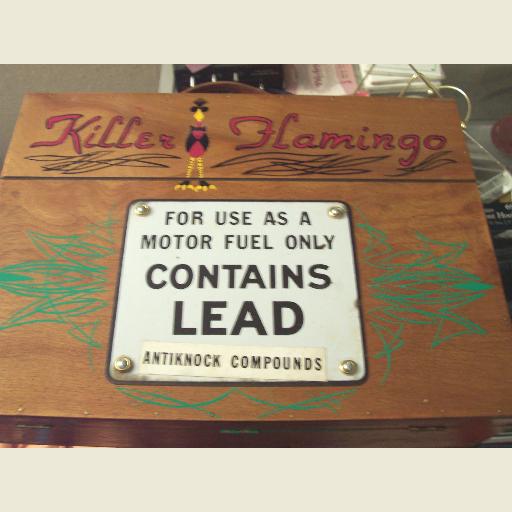 Killer Flamingo
FOR USE AS A
MOTOR FUEL ONLY
CONTAINS
LEAD
ANTIKNOCK COMPOUNDS